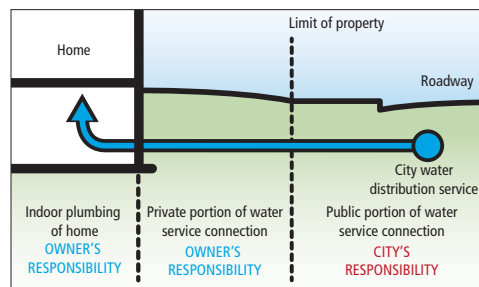 Limit of property
Home
Roadway
City water
distribution service
Indoor plumbing
of home
OWNER'S
RESPONSIBILITY
Private portion of water
service connection
OWNER'S
RESPONSIBILITY
Public portion of water
service connection
CITY'S
RESPONSIBILITY